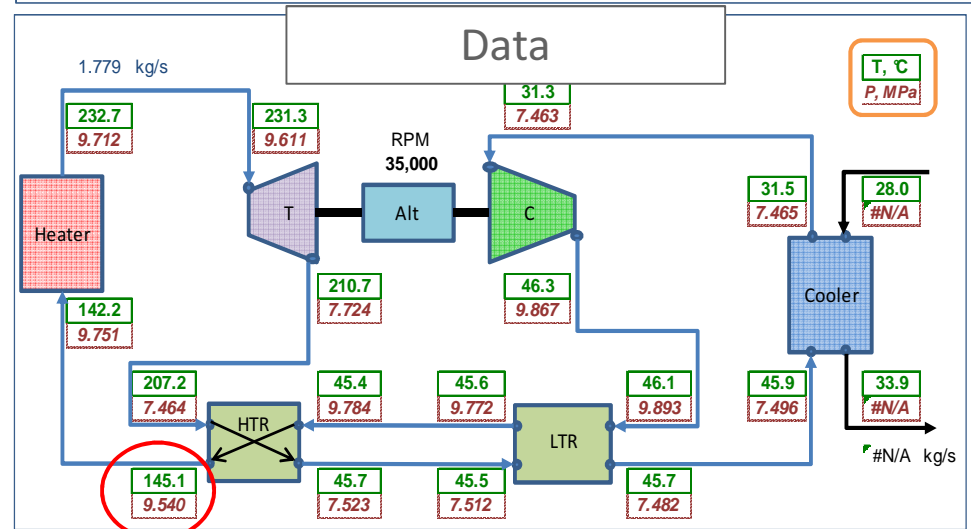 Data
T, °C
P, MPa
1.779 kg/s
31.3
7.463
232.7
9.712
231.3
9.611
RPM
35,000
31.5
7.465
28.0
#N/A
Heater
T
Alt
C
Cooler
210.7
7.724
46.3
9.867
142.2
9.751
207.2
7.464
45.4
9.784
45.6
9.772
46.1
9.893
45.9
7.496
33.9
#N/A
HTR
LTR
#N/A kg/s
145.1
9.540
45.7
7.523
45.5
7.512
45.7
7.482